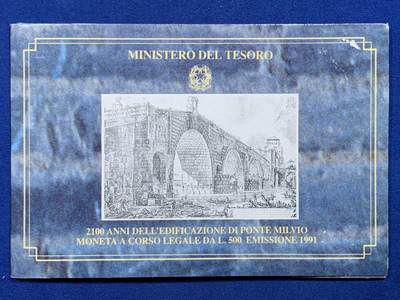 MINISTERO DEL TESORO
2100 ANNI DELL'EDIFICAZIONE DI PONTE MILVIO
MONETA A CORSO LEGALE DA L. 500 EMISSIONE 1991